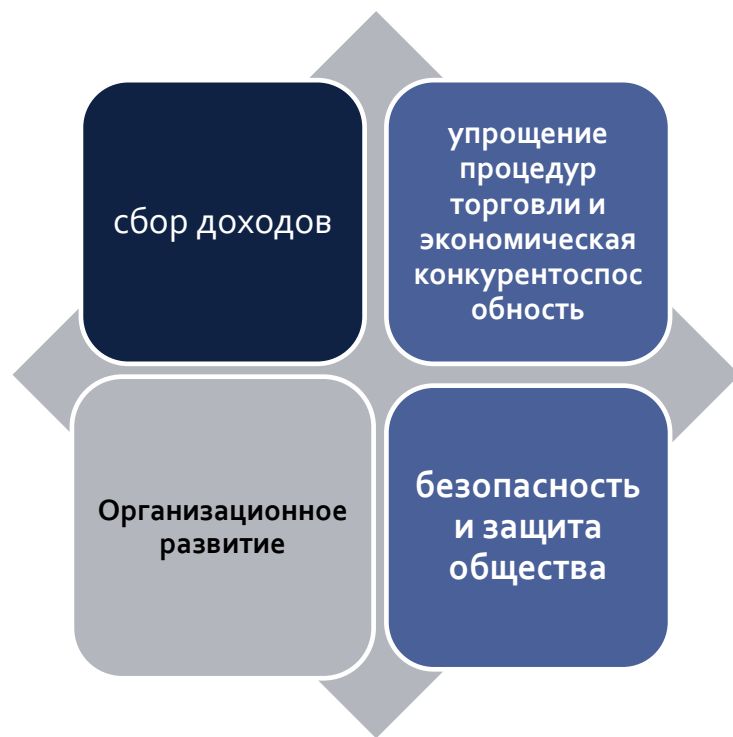 сбор доходов
упрощение
процедур
торговли и
экономическая
конкурентоспос
обность
Организационное
развитие
безопасность
и защита
общества